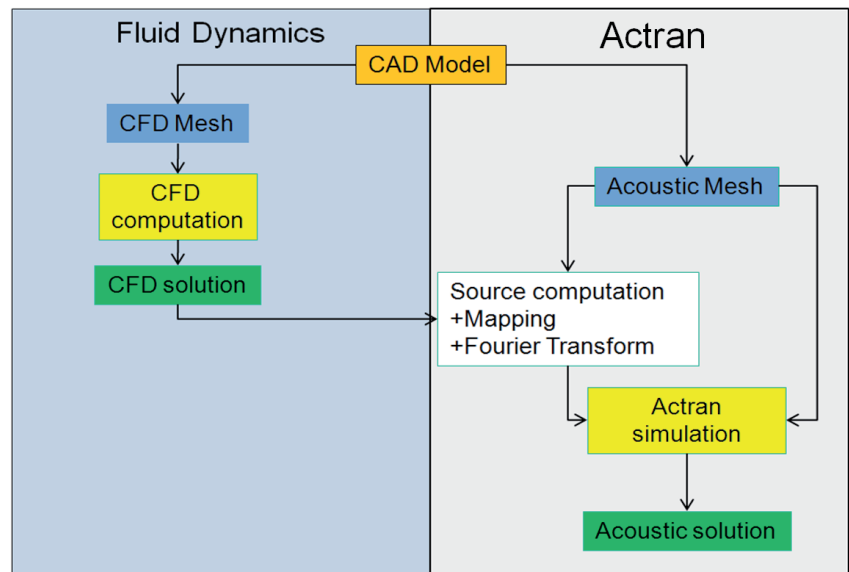 Fluid Dynamics
Actran
CAD Model
CFD Mesh
CFD
computation
CFD solution
Acoustic Mesh
Source computation
+Mapping
+Fourier Transform
Actran
simulation
Acoustic solution